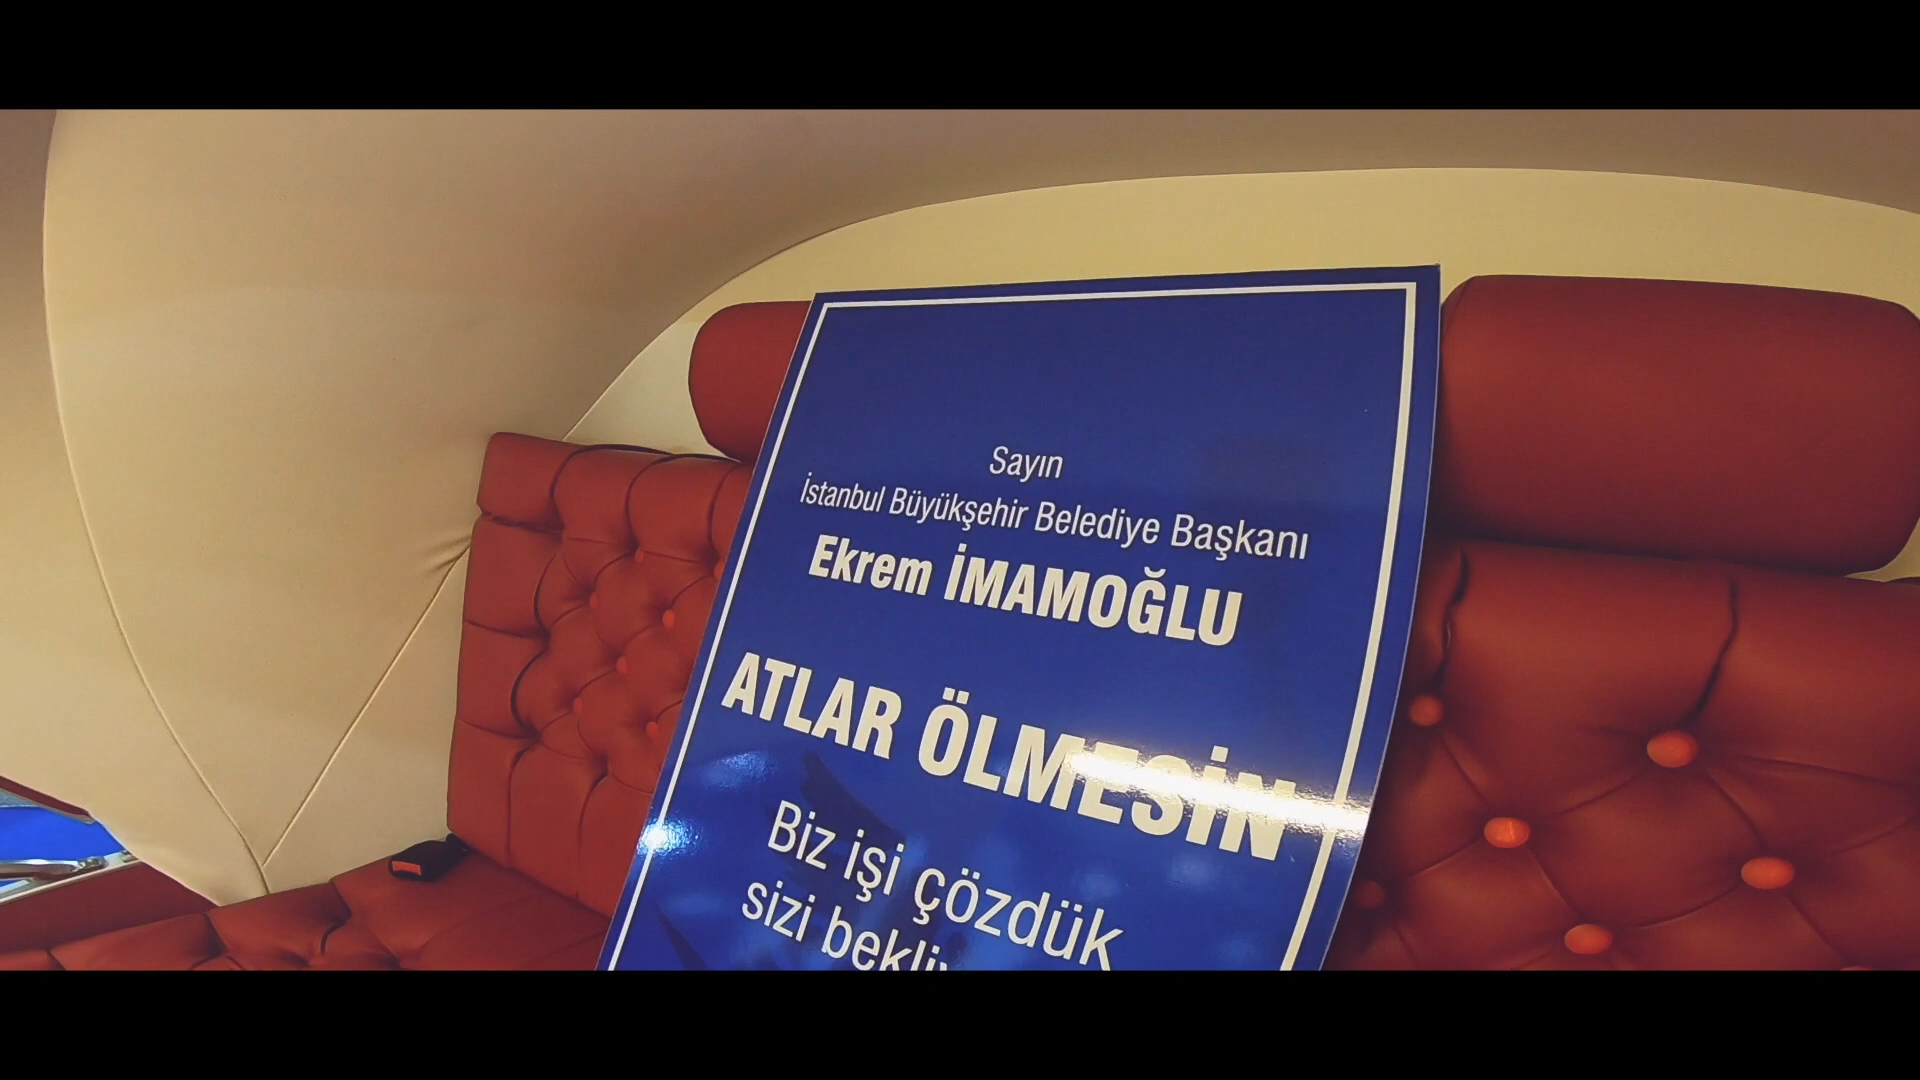 Sayın
İstanbul Büyükşehir Belediye Başkanı
Ekrem İMAMOĞLU
ATLAR ÖLMESİN
Biz işi çözdük
sizi